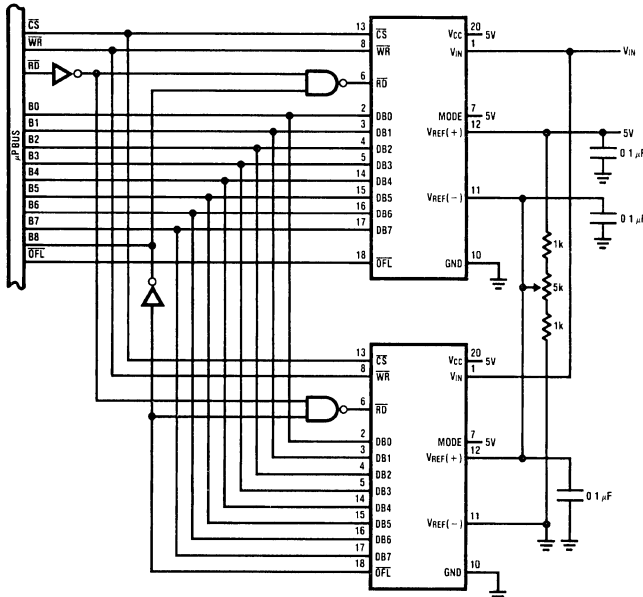 μP BUS
CS 13 CS VCC 20 5V
WR 8 WR VIN 1 VIN
RD 6 RD
B0 2 DB0 MODE 7 5V
B1 3 DB1 VREF(+) 12 5V
B2 4 DB2 0 1 μF
B3 5 DB3
B4 14 DB4
B5 15 DB5 VREF(-) 11
B6 16 DB6 0 1 μF
B7 17 DB7
B8 1k
OFL 18 OFL GND 10
5k
1k
13 CS VCC 20 5V
8 WR VIN 1
6 RD
2 DB0 MODE 7 5V
3 DB1 VREF(+) 12
4 DB2
5 DB3 0 1 μF
14 DB4
15 DB5 VREF(-) 11
16 DB6
17 DB7
18 OFL GND 10